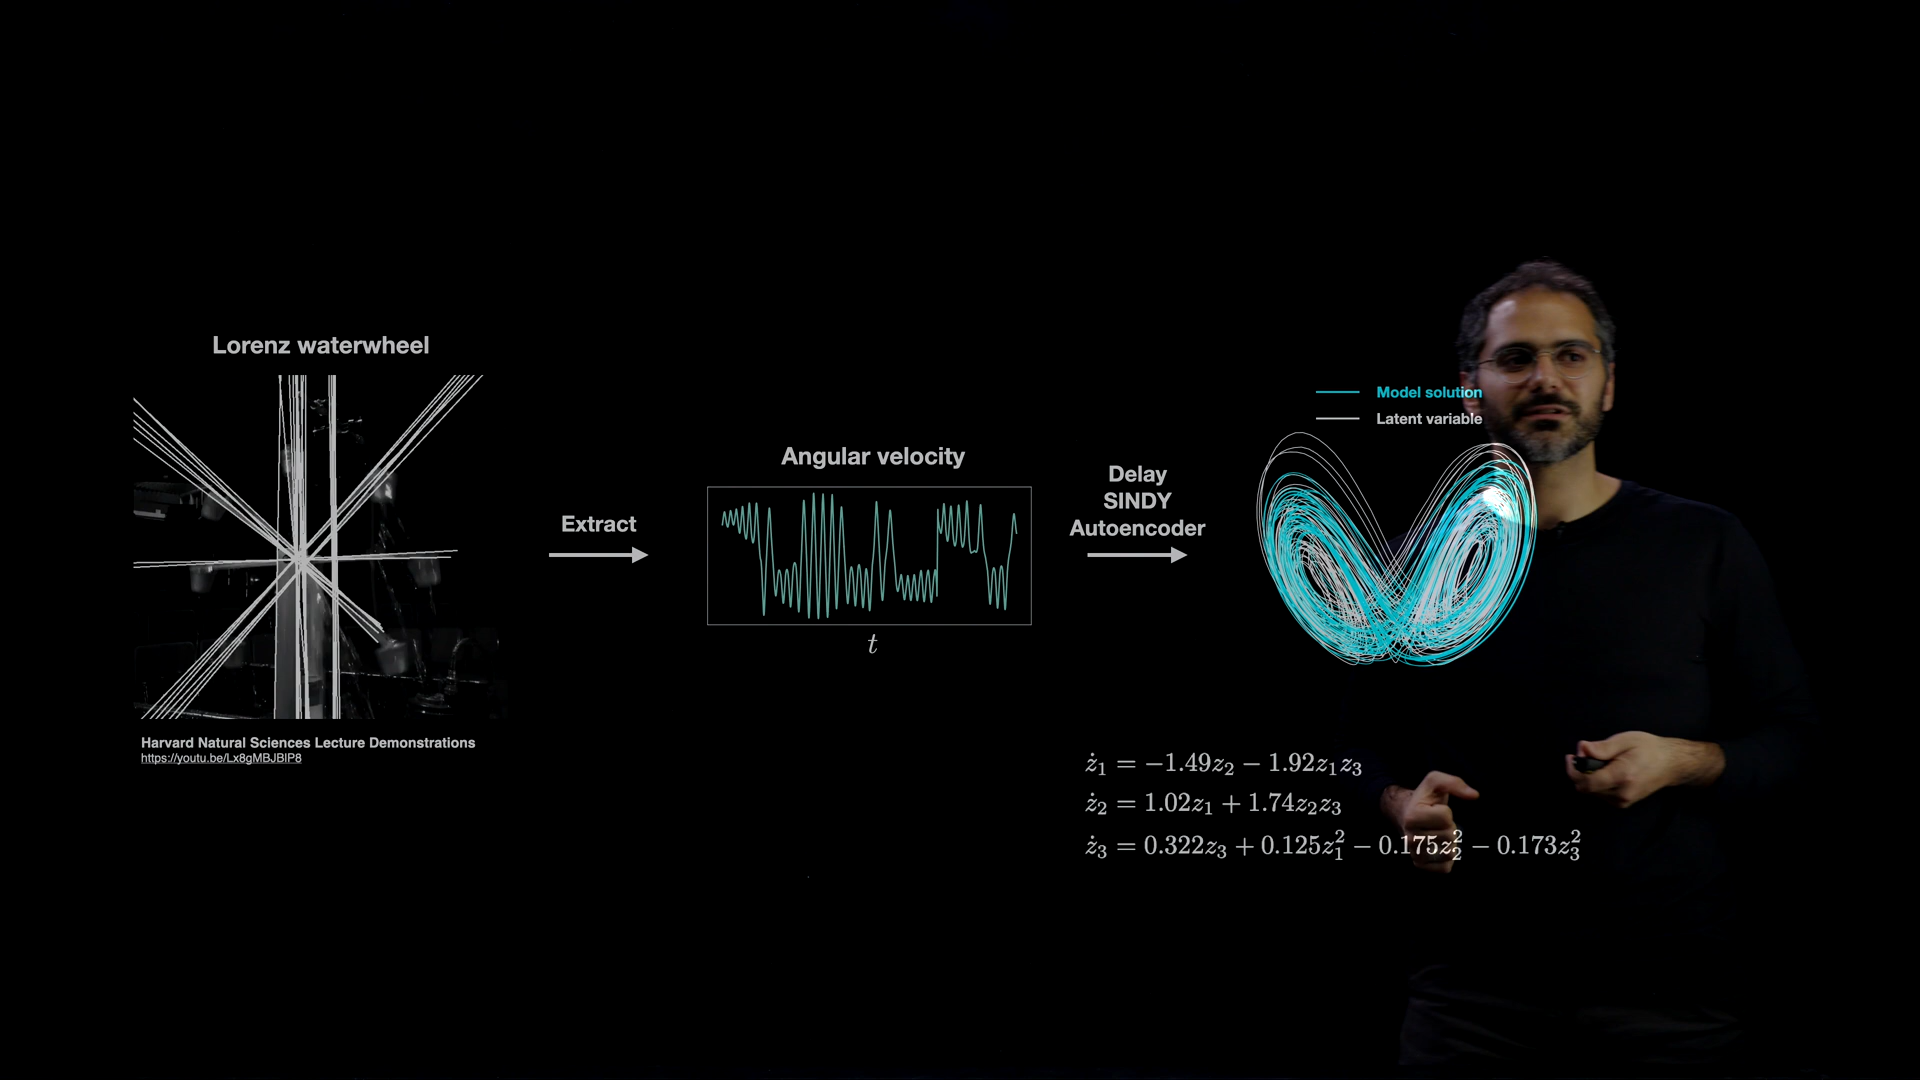 Lorenz waterwheel
Harvard Natural Sciences Lecture Demonstrations
https://youtu.be/Lx8gMBJBlP8
Extract
Angular velocity
t
Delay
SINDY
Autoencoder
Model solution
Latent variable
ż₁ = −1.49z₂ − 1.92z₁z₃
ż₂ = 1.02z₁ + 1.74z₂z₃
ż₃ = 0.322z₃ + 0.125z₁² − 0.175z₂² − 0.173z₃²